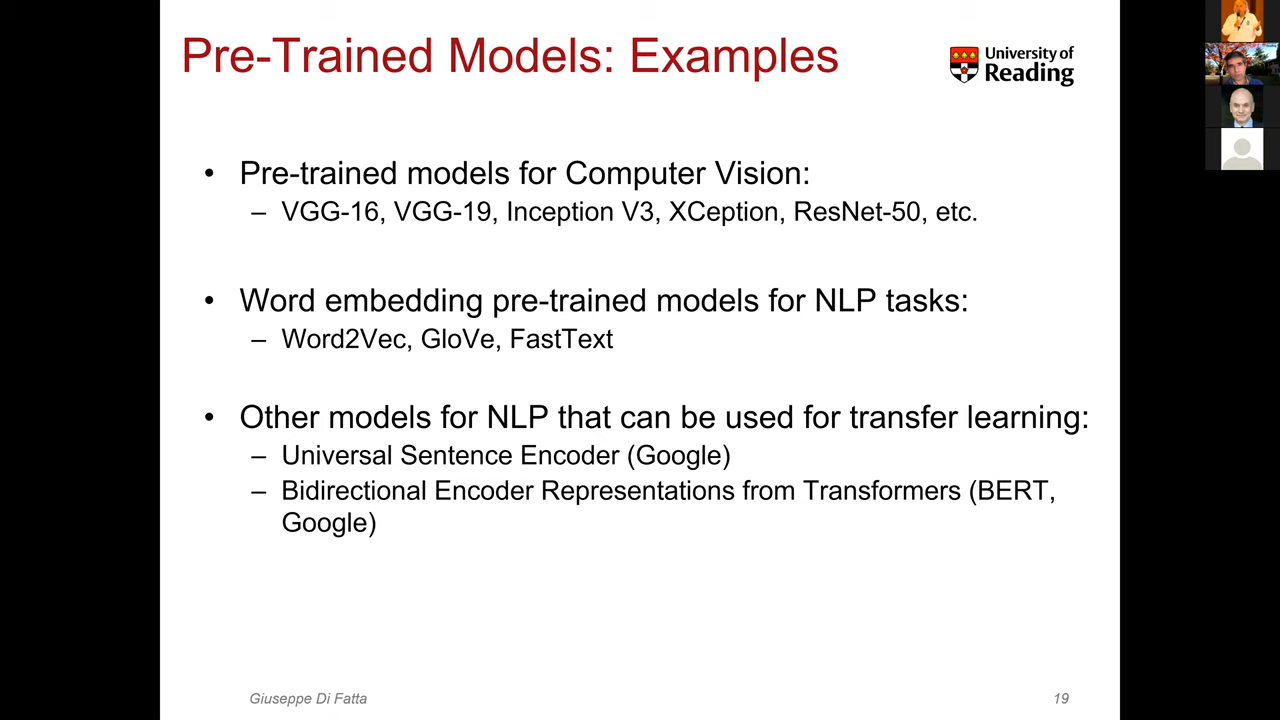 Pre-Trained Models: Examples
University of
Reading
• Pre-trained models for Computer Vision:
– VGG-16, VGG-19, Inception V3, XCeption, ResNet-50, etc.
• Word embedding pre-trained models for NLP tasks:
– Word2Vec, GloVe, FastText
• Other models for NLP that can be used for transfer learning:
– Universal Sentence Encoder (Google)
– Bidirectional Encoder Representations from Transformers (BERT,
Google)
Giuseppe Di Fatta
19